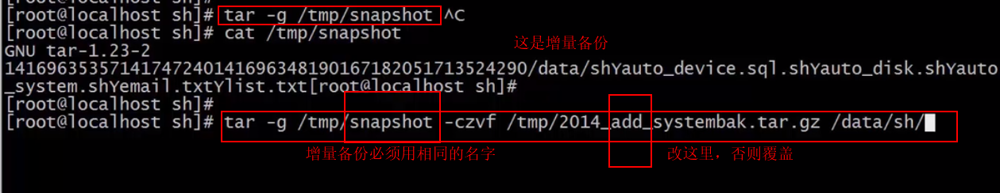 [root@localhost sh]# tar -g /tmp/snapshot ^C
[root@localhost sh]# cat /tmp/snapshot
这是增量备份
GNU tar-1.23-2
1416963535714174724014169634819016718205171352429​0/data/shYauto_device.sql.shYauto_disk.shYauto
_system.shYemail.txtYlist.txt[root@localhost sh]#
[root@localhost sh]#
[root@localhost sh]# tar -g /tmp/snapshot -czvf /tmp/2014_add_systembak.tar.gz /data/sh/
增量备份必须用相同的名字 改这里，否则覆盖